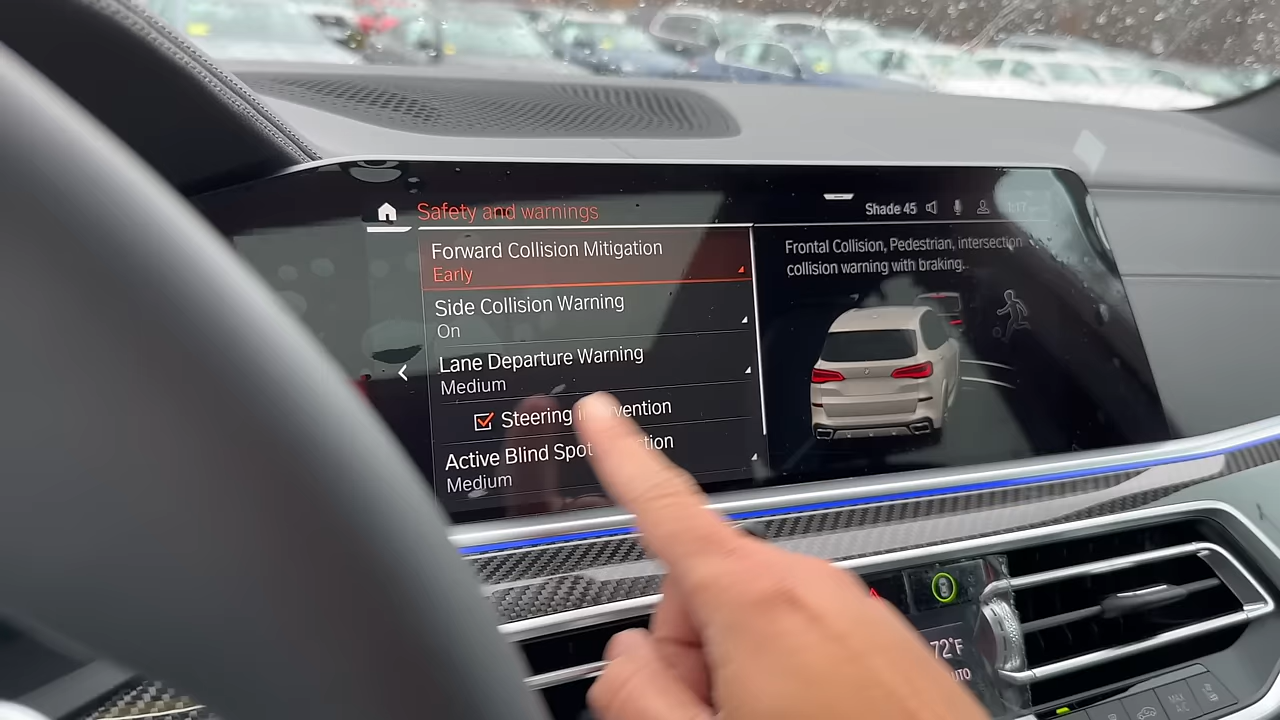 Safety and warnings
Shade 45
Forward Collision Mitigation
Early
Side Collision Warning
On
Lane Departure Warning
Medium
Steering
Active Blind Spot
Medium
Frontal Collision, Pedestrian, intersection
collision warning with braking.
72°F